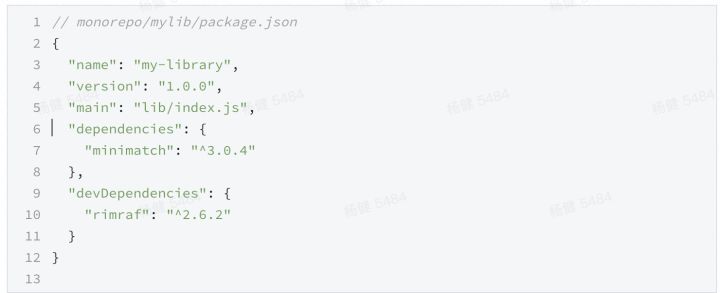 1 // monorepo/mylib/package.json
2 {
3 "name": "my-library",
4 "version": "1.0.0",
5 "main": "lib/index.js",
6 "dependencies": {
7 "minimatch": "^3.0.4"
8 },
9 "devDependencies": {
10 "rimraf": "^2.6.2"
11 }
12 }
13
杨健 5484
杨健 5484
杨健 5484
杨健 5484
杨健 5484
杨健 5484
杨健 5484